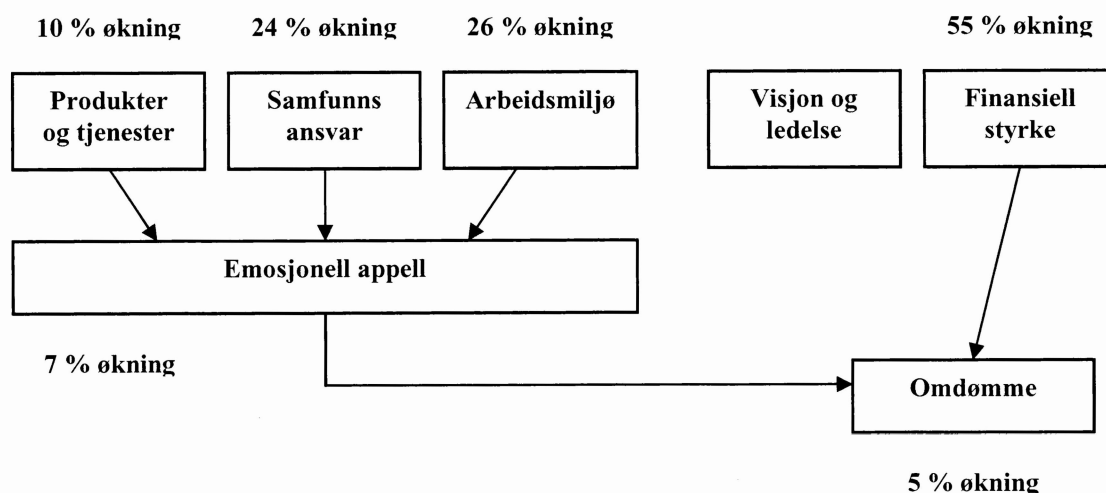 10 % økning
24 % økning
26 % økning
55 % økning
Produkter
og tjenester
Samfunns
ansvar
Arbeidsmiljø
Visjon og
ledelse
Finansiell
styrke
Emosjonell appell
7 % økning
Omdømme
5 % økning